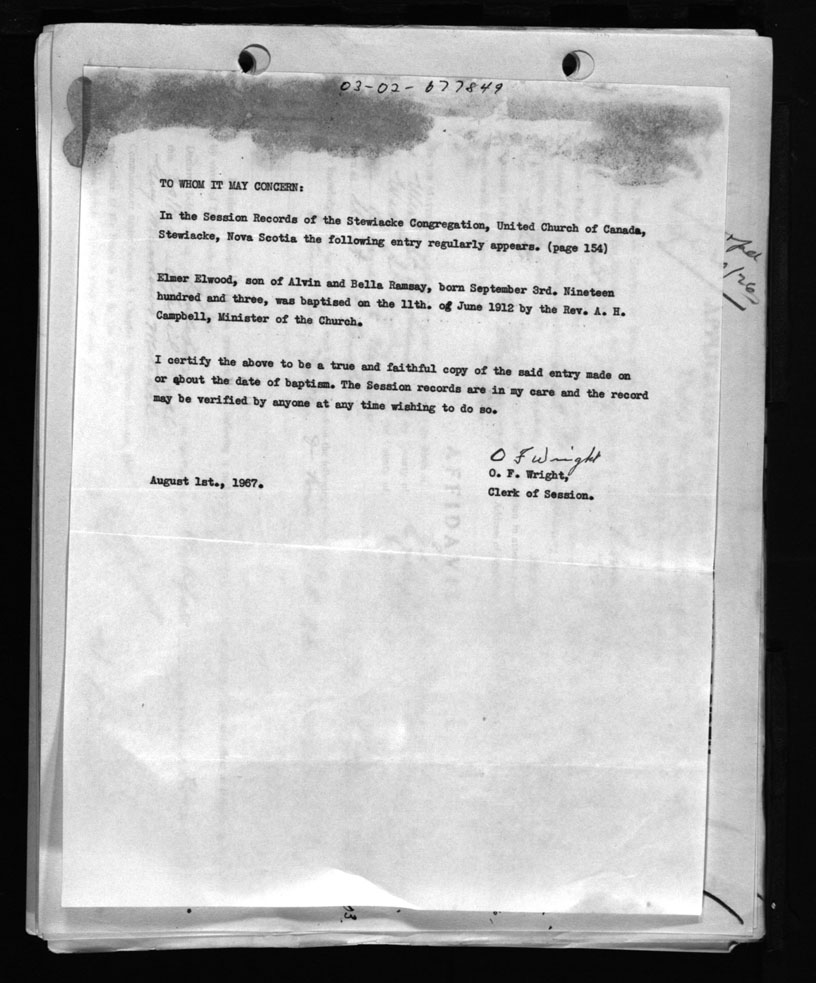 03-02-677849
TO WHOM IT MAY CONCERN:
In the Session Records of the Stewiacke Congregation, United Church of Canada,
Stewiacke, Nova Scotia the following entry regularly appears. (page 154)
Elmer Elwood, son of Alvin and Bella Ramsay, born September 3rd. Nineteen
hundred and three, was baptised on the 11th. of June 1912 by the Rev. A. H.
Campbell, Minister of the Church.
I certify the above to be a true and faithful copy of the said entry made on
or about the date of baptism. The Session records are in my care and the record
may be verified by anyone at any time wishing to do so.
O F Wright
O. F. Wright,
August 1st., 1967.
Clerk of Session.
AFFIDAVIT